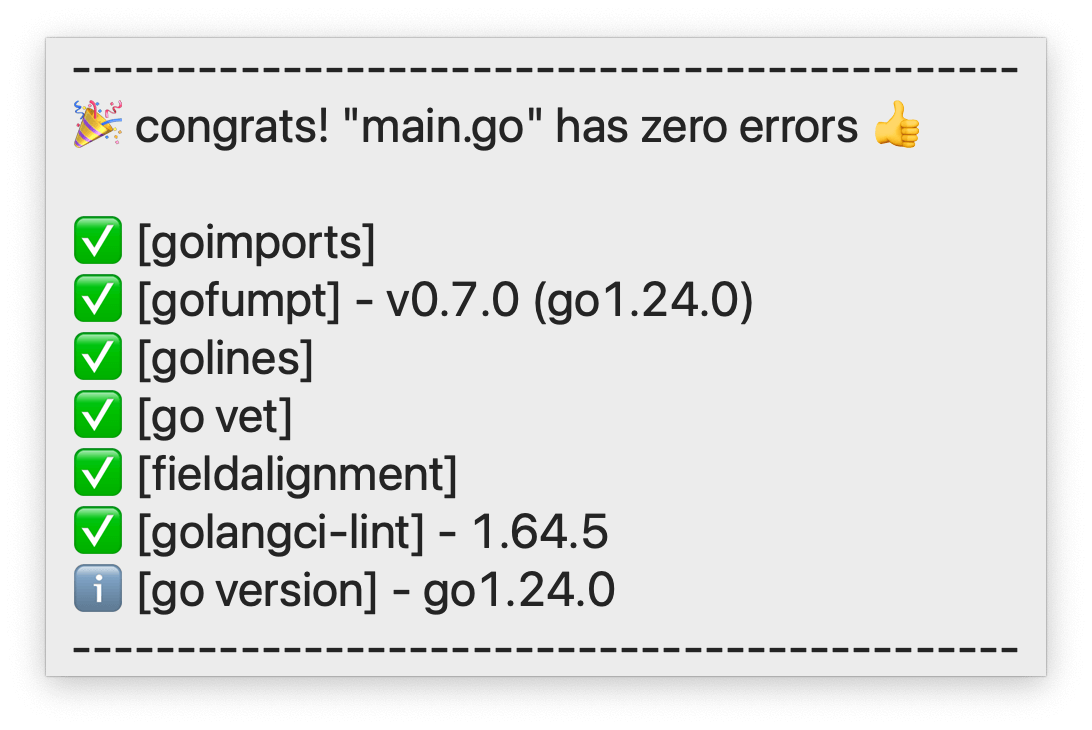 ---------------------------------------------
🎉 congrats! "main.go" has zero errors 👍
✅ [goimports]
✅ [gofumpt] - v0.7.0 (go1.24.0)
✅ [golines]
✅ [go vet]
✅ [fieldalignment]
✅ [golangci-lint] - 1.64.5
ℹ️ [go version] - go1.24.0
---------------------------------------------